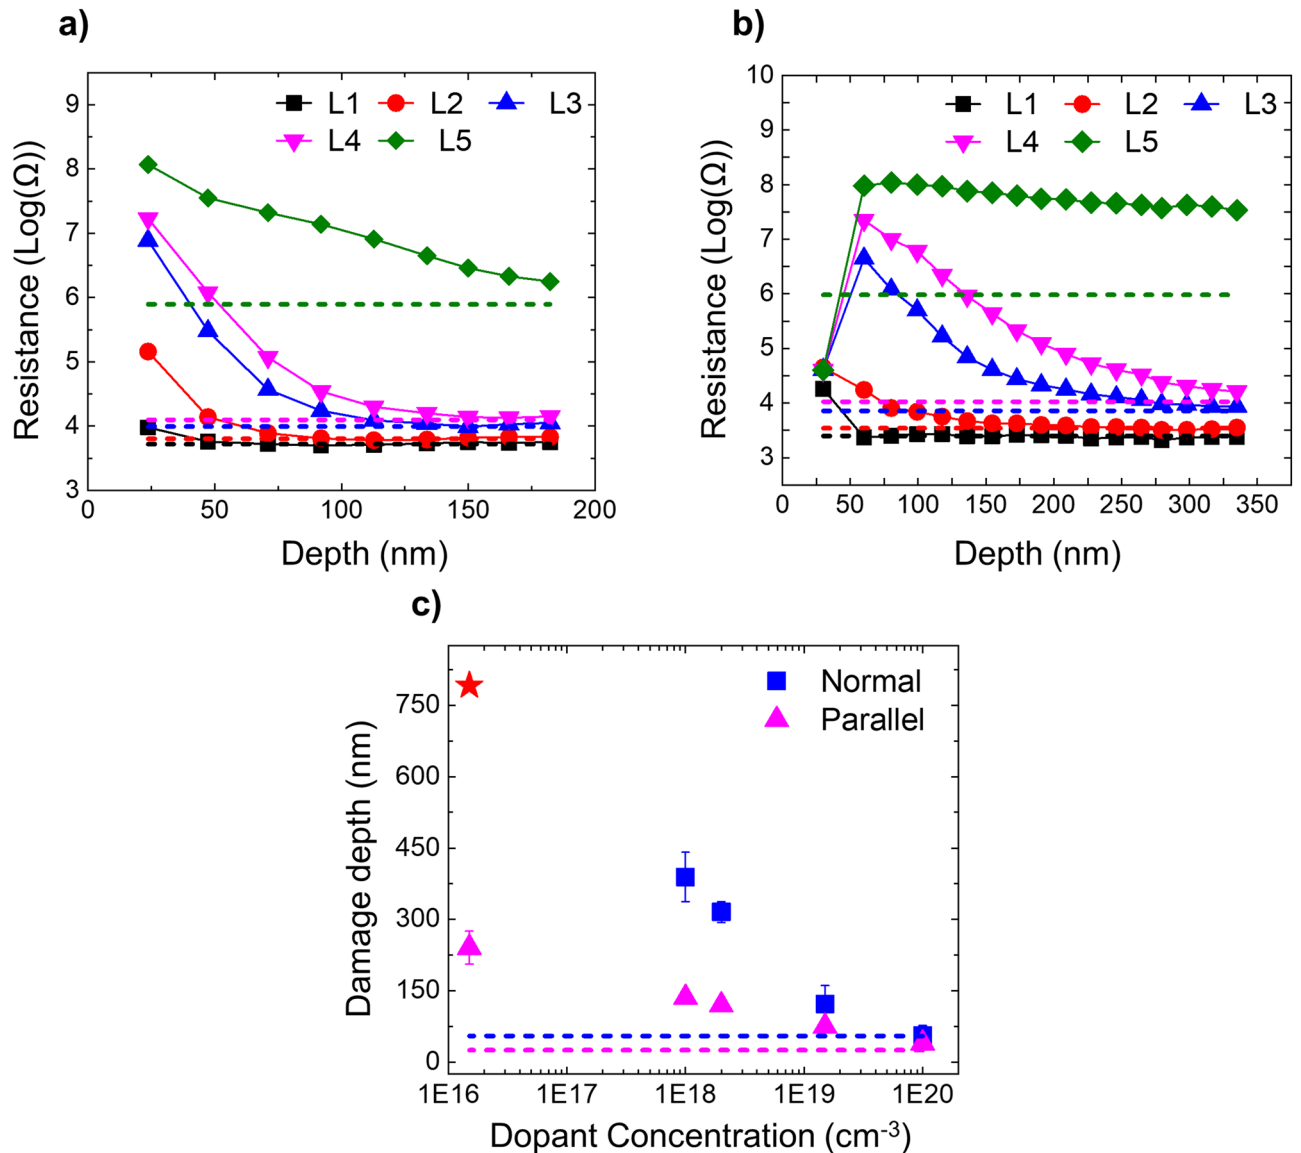 a)
L1 L2 L3
L4 L5
9
8
7
6
5
4
3
0 50 100 150 200
Resistance (Log(Ω))
Depth (nm)
b)
L1 L2 L3
L4 L5
10
9
8
7
6
5
4
3
0 50 100 150 200 250 300 350
Resistance (Log(Ω))
Depth (nm)
c)
Normal
Parallel
750
600
450
300
150
0
1E16 1E17 1E18 1E19 1E20
Damage depth (nm)
Dopant Concentration (cm⁻³)